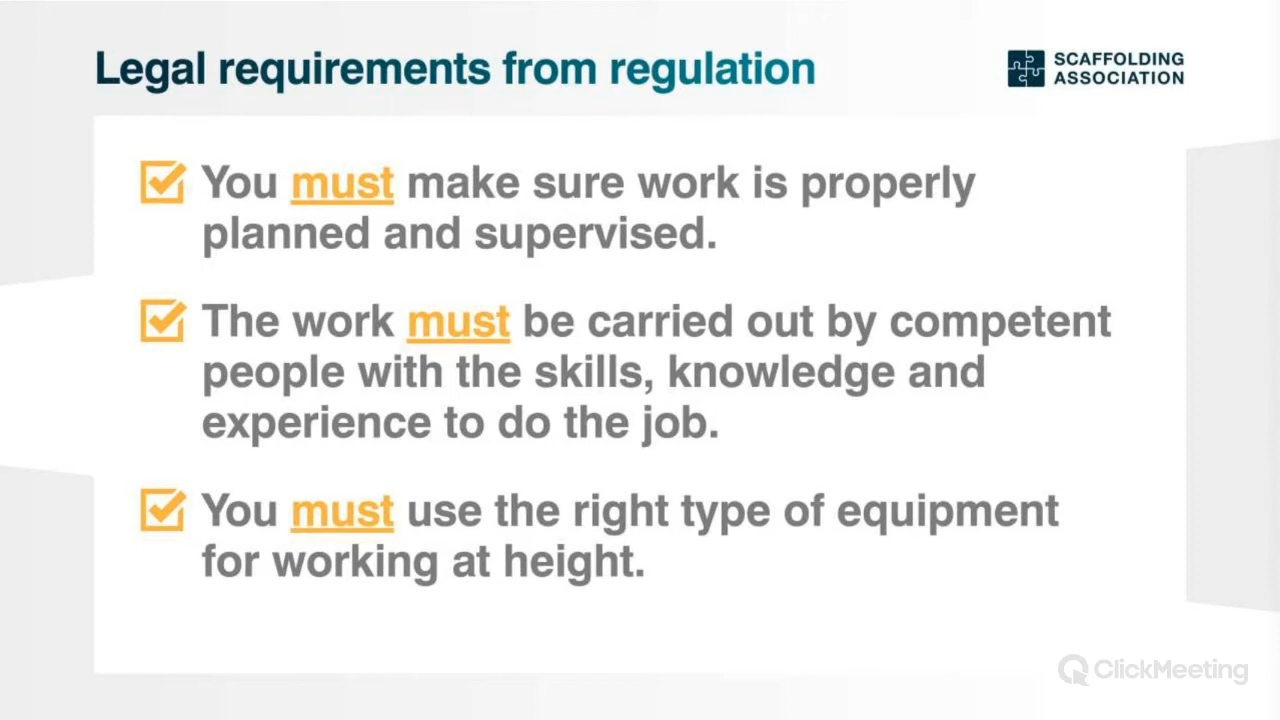 Legal requirements from regulation
SCAFFOLDING
ASSOCIATION
You must make sure work is properly
planned and supervised.
The work must be carried out by competent
people with the skills, knowledge and
experience to do the job.
You must use the right type of equipment
for working at height.
ClickMeeting